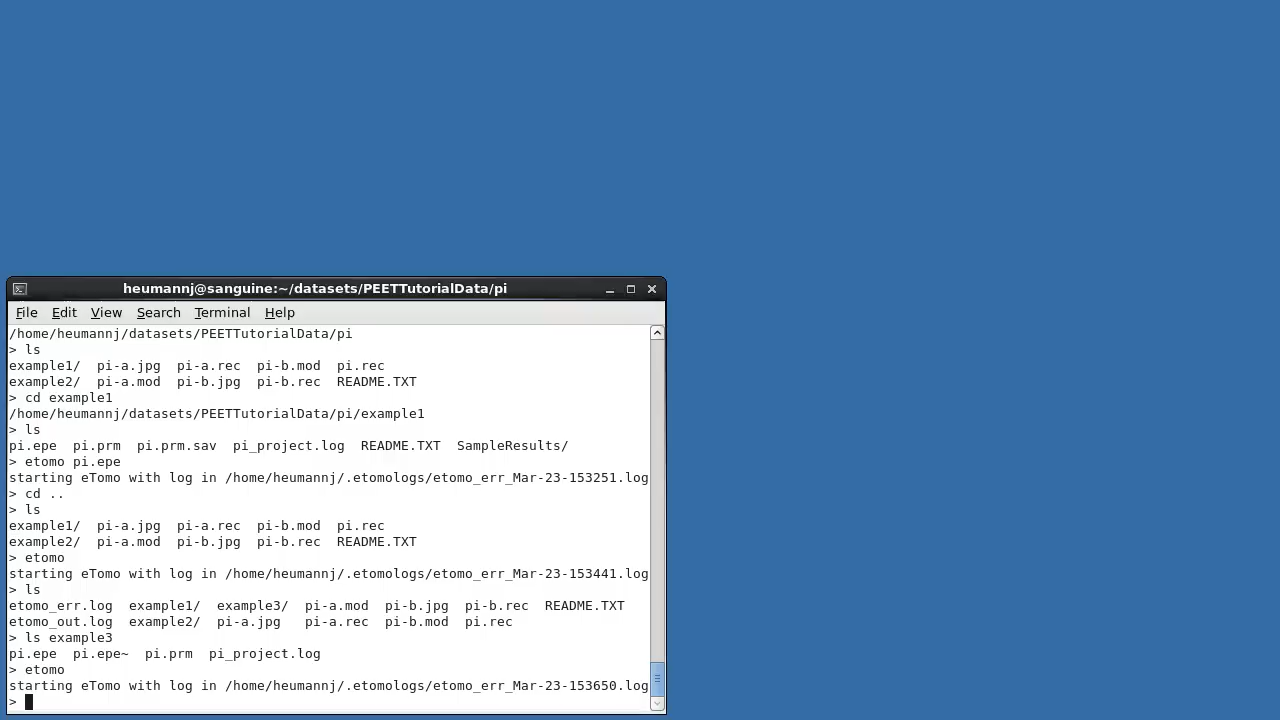 heumannj@sanguine:~/datasets/PEETTutorialData/pi
File Edit View Search Terminal Help
/home/heumannj/datasets/PEETTutorialData/pi
> ls
example1/  pi-a.jpg  pi-a.rec  pi-b.mod  pi.rec
example2/  pi-a.mod  pi-b.jpg  pi-b.rec  README.TXT
> cd example1
/home/heumannj/datasets/PEETTutorialData/pi/example1
> ls
pi.epe  pi.prm  pi.prm.sav  pi_project.log  README.TXT  SampleResults/
> etomo pi.epe
starting eTomo with log in /home/heumannj/.etomologs/etomo_err_Mar-23-153251.log
> cd ..
> ls
example1/  pi-a.jpg  pi-a.rec  pi-b.mod  pi.rec
example2/  pi-a.mod  pi-b.jpg  pi-b.rec  README.TXT
> etomo
starting eTomo with log in /home/heumannj/.etomologs/etomo_err_Mar-23-153441.log
> ls
etomo_err.log  example1/  example3/  pi-a.mod  pi-b.jpg  pi-b.rec  README.TXT
etomo_out.log  example2/  pi-a.jpg   pi-a.rec  pi-b.mod  pi.rec
> ls example3
pi.epe  pi.epe~  pi.prm  pi_project.log
> etomo
starting eTomo with log in /home/heumannj/.etomologs/etomo_err_Mar-23-153650.log
>